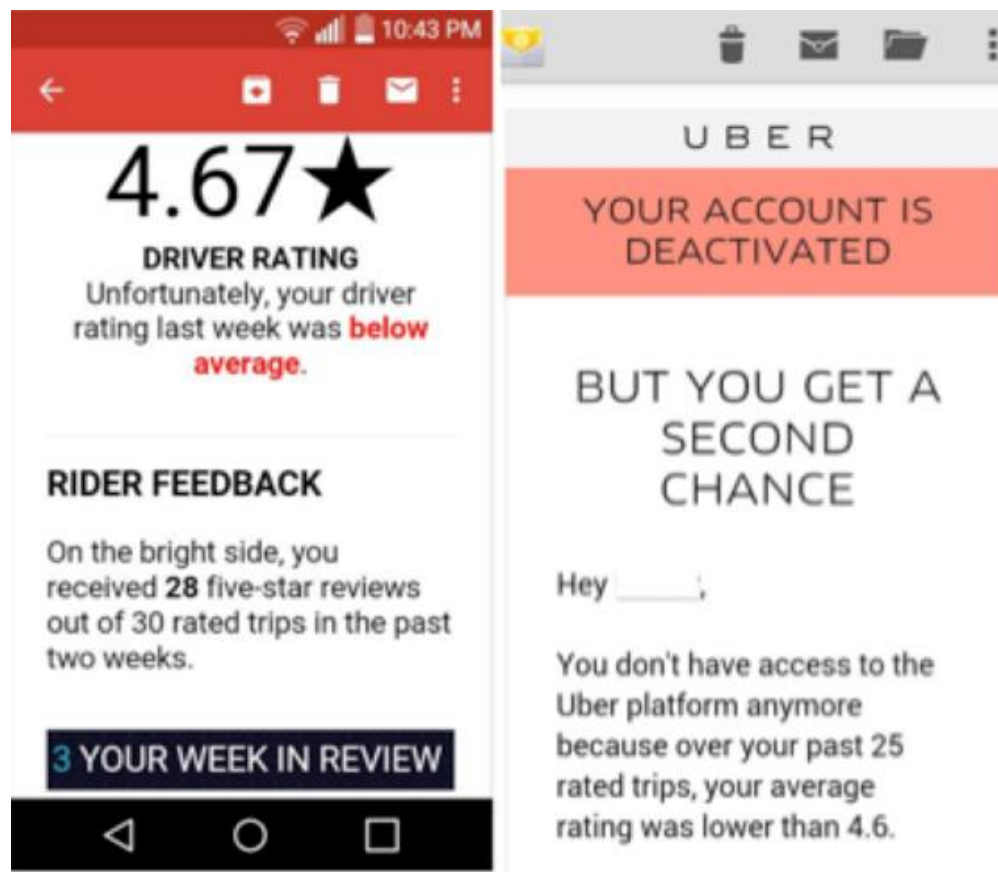 10:43 PM
4.67★
DRIVER RATING
Unfortunately, your driver
rating last week was below
average.
RIDER FEEDBACK
On the bright side, you
received 28 five-star reviews
out of 30 rated trips in the past
two weeks.
3 YOUR WEEK IN REVIEW
UBER
YOUR ACCOUNT IS
DEACTIVATED
BUT YOU GET A
SECOND
CHANCE
Hey ,
You don't have access to the
Uber platform anymore
because over your past 25
rated trips, your average
rating was lower than 4.6.